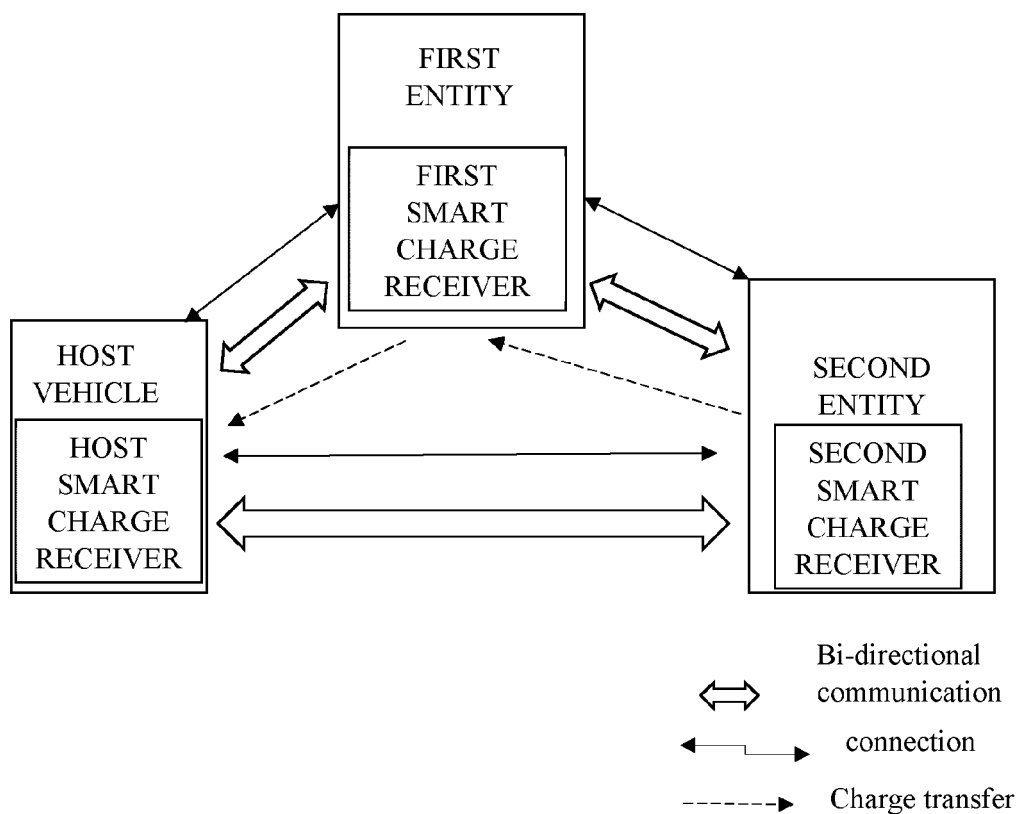 FIRST
ENTITY
FIRST
SMART
CHARGE
RECEIVER
HOST
VEHICLE
HOST
SMART
CHARGE
RECEIVER
SECOND
ENTITY
SECOND
SMART
CHARGE
RECEIVER
Bi-directional
communication
connection
Charge transfer